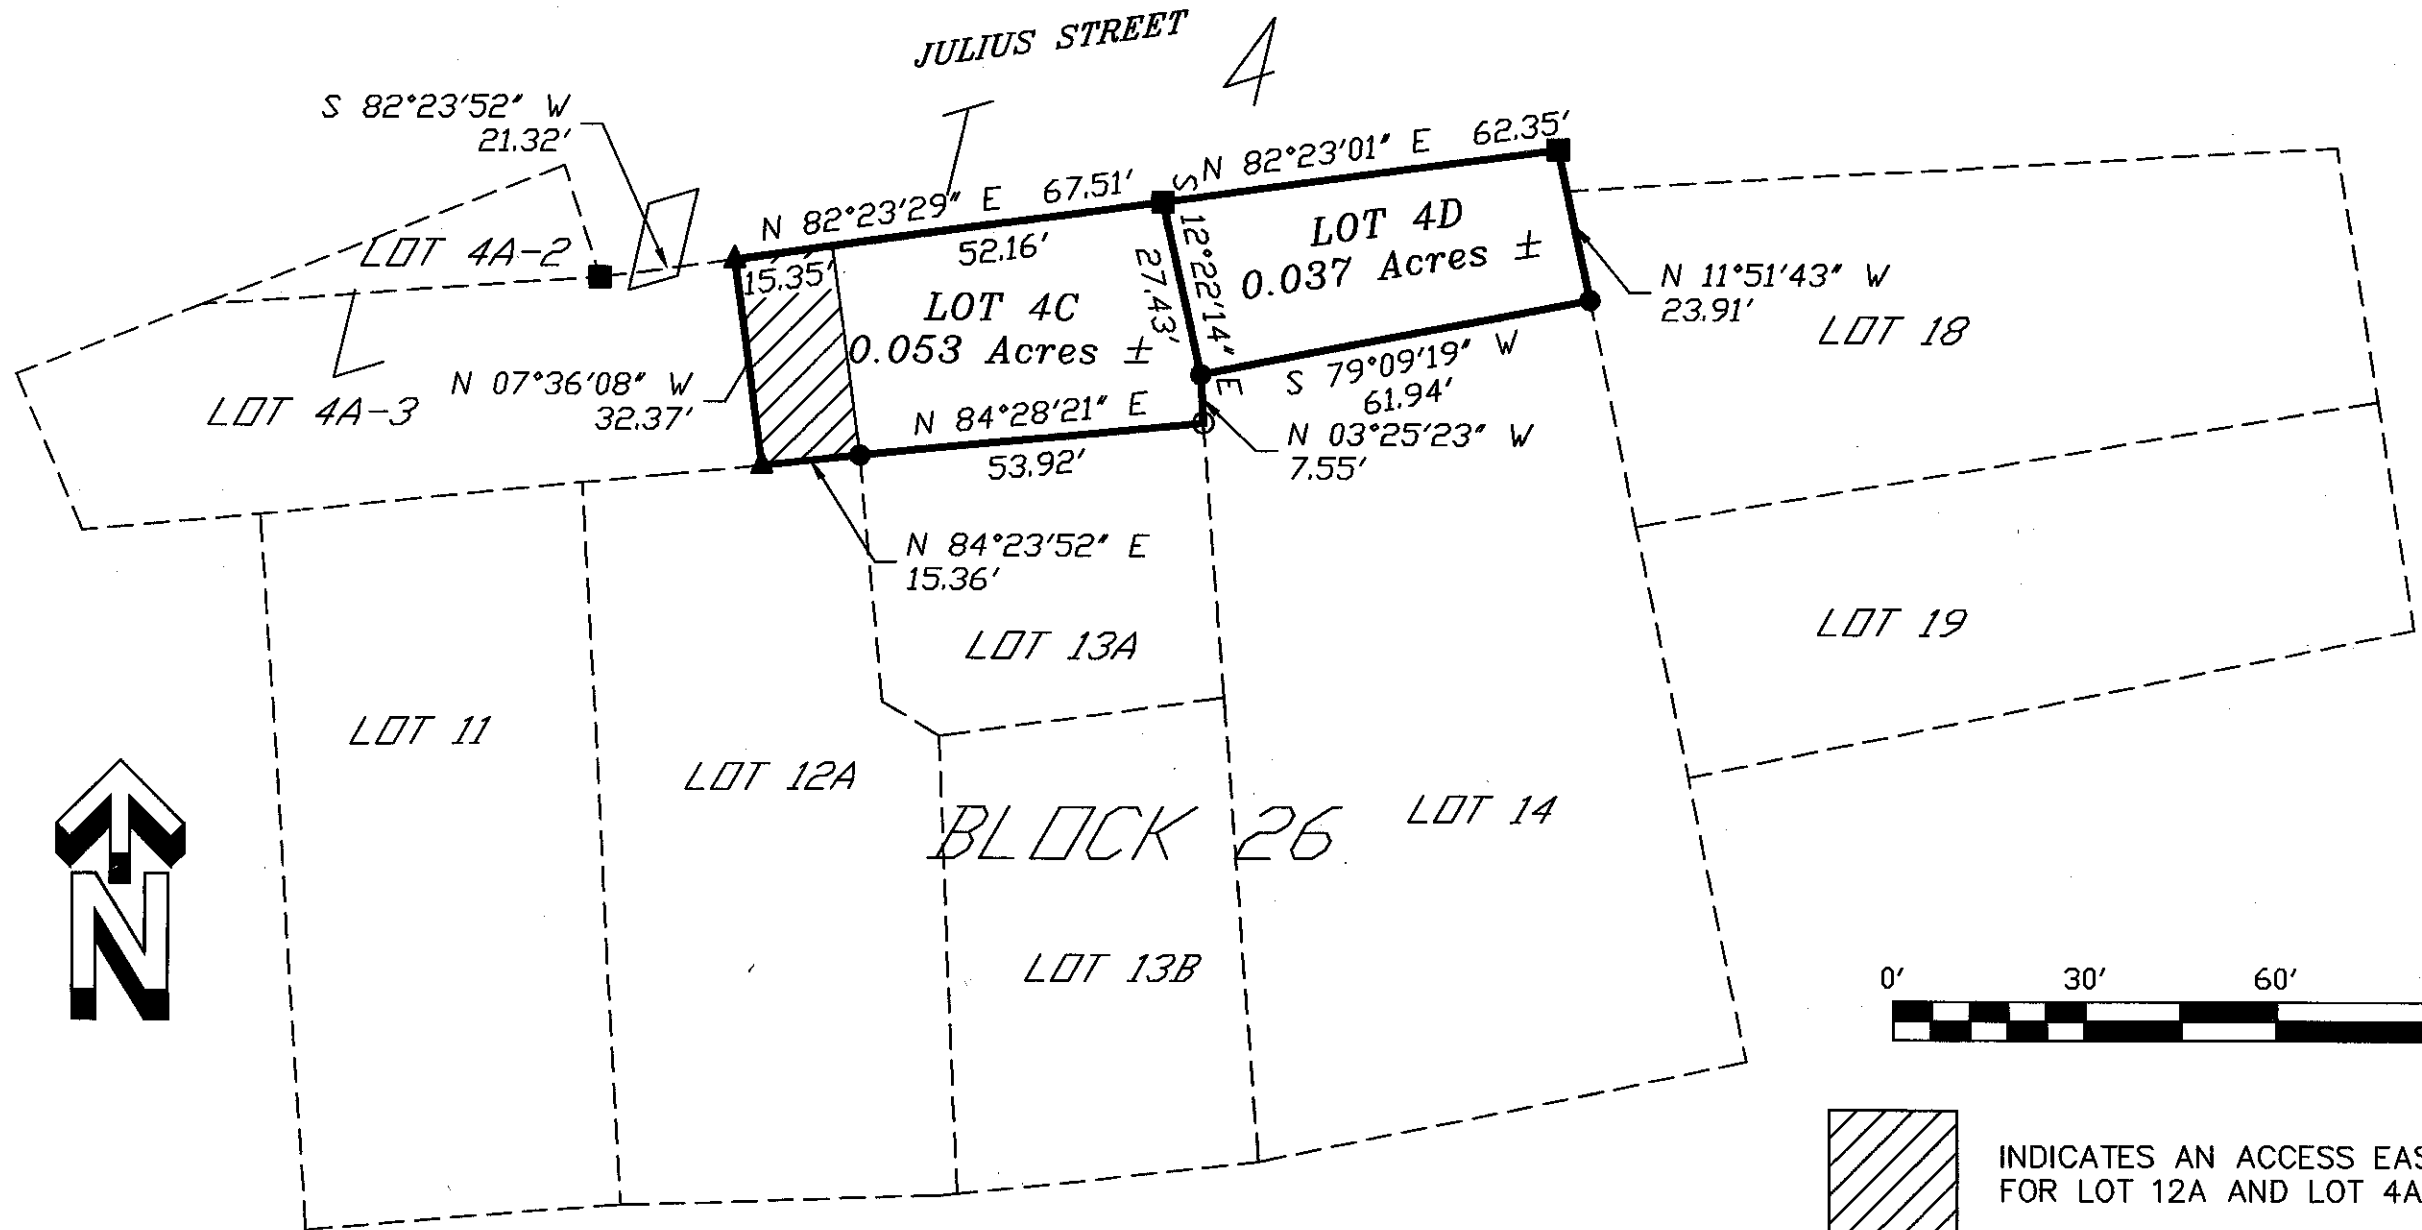 JULIUS STREET
4
S 82°23'52" W
21.32'
N 82°23'29" E 67.51'
N 82°23'01" E 62.35'
LOT 4A-2
15.35'
52.16'
S 12°22'14" E
27.43'
LOT 4D
0.037 Acres ±
LOT 4C
0.053 Acres ±
N 11°51'43" W
23.91'
LOT 18
LOT 4A-3
N 07°36'08" W
32.37'
N 84°28'21" E
53.92'
S 79°09'19" W
61.94'
N 03°25'23" W
7.55'
N 84°23'52" E
15.36'
LOT 13A
LOT 19
LOT 11
LOT 12A
BLOCK 26
LOT 14
LOT 13B
N
0' 30' 60'
INDICATES AN ACCESS EAS
FOR LOT 12A AND LOT 4A